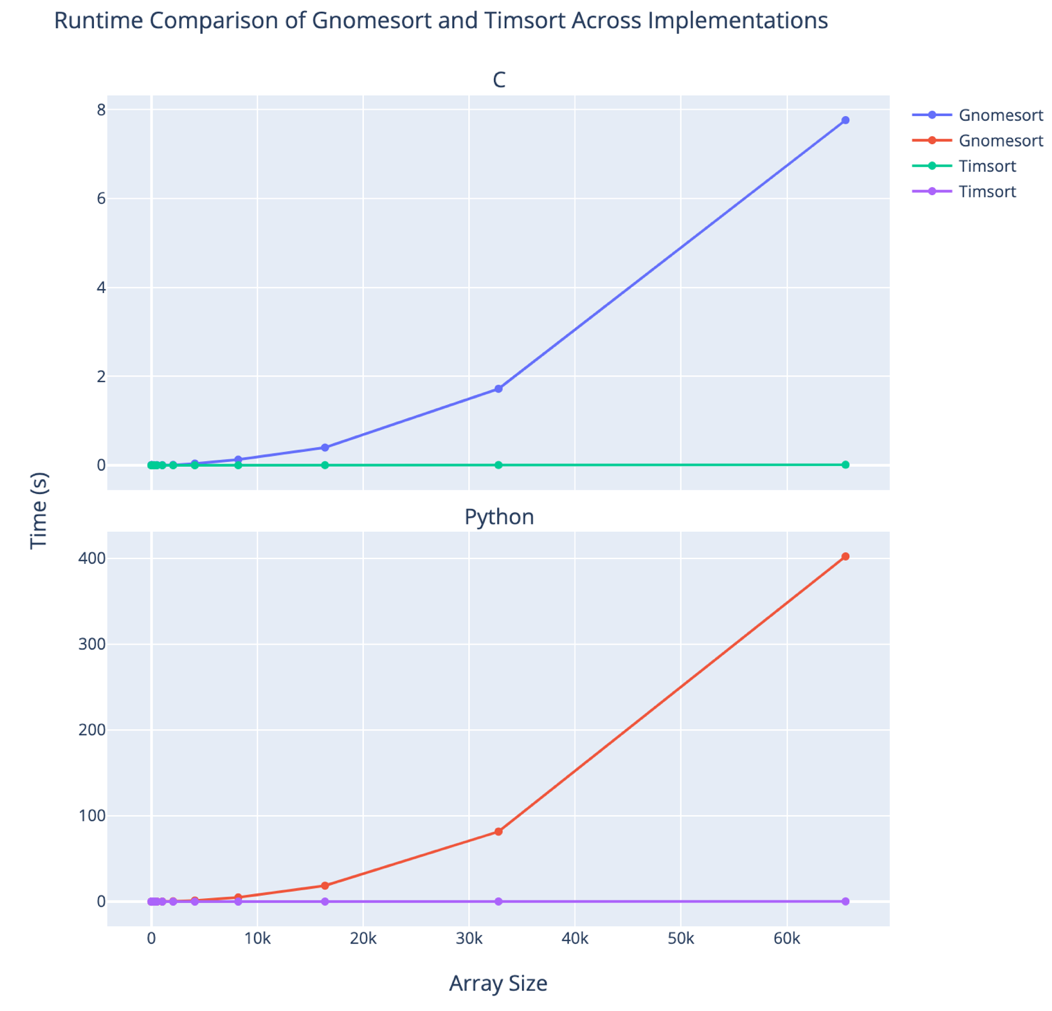 Runtime Comparison of Gnomesort and Timsort Across Implementations
C
8
6
4
2
0
Gnomesort
Gnomesort
Timsort
Timsort
Time (s)
Python
400
300
200
100
0
0 10k 20k 30k 40k 50k 60k
Array Size